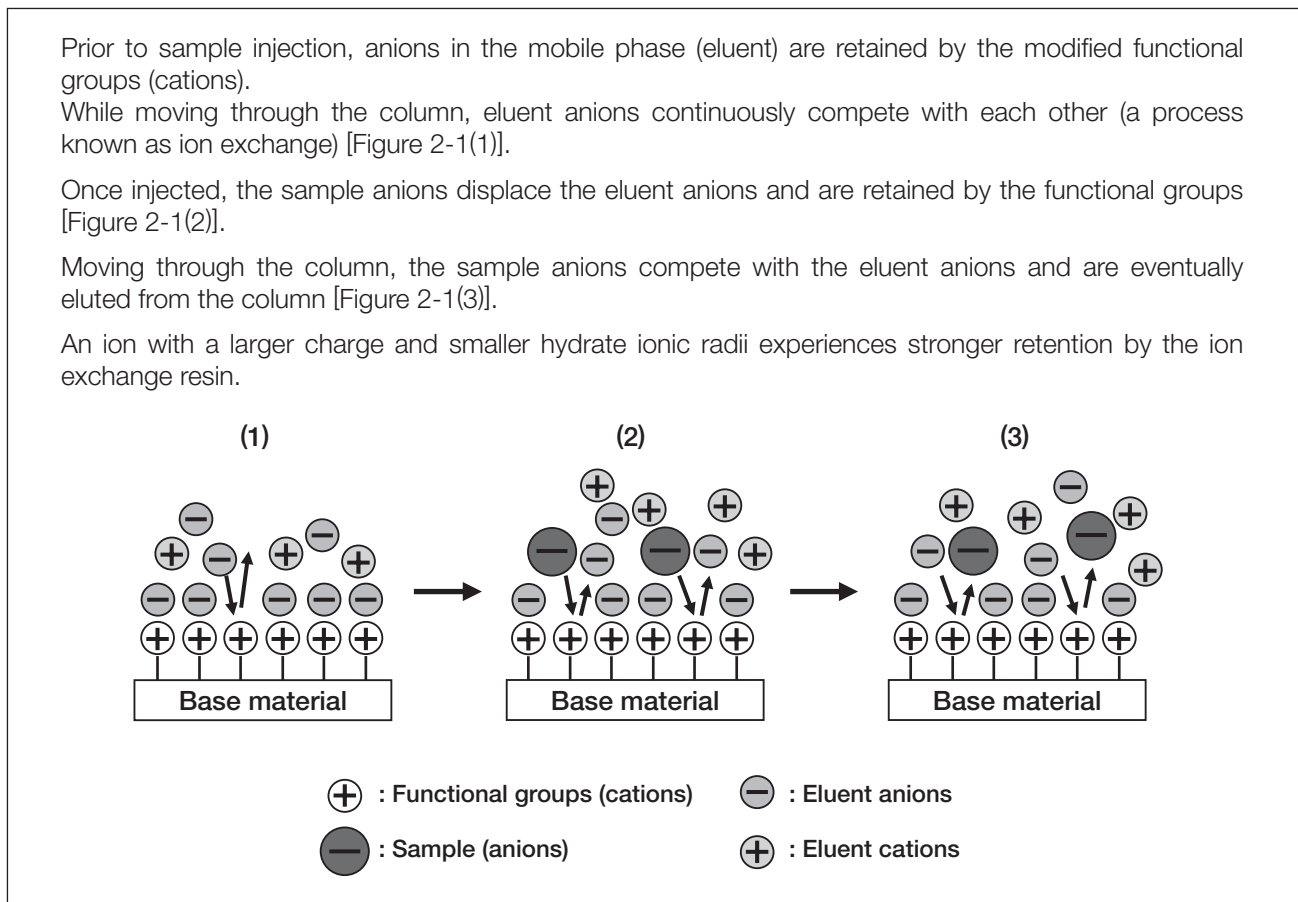 Prior to sample injection, anions in the mobile phase (eluent) are retained by the modified functional
groups (cations).
While moving through the column, eluent anions continuously compete with each other (a process
known as ion exchange) [Figure 2-1(1)].
Once injected, the sample anions displace the eluent anions and are retained by the functional groups
[Figure 2-1(2)].
Moving through the column, the sample anions compete with the eluent anions and are eventually
eluted from the column [Figure 2-1(3)].
An ion with a larger charge and smaller hydrate ionic radii experiences stronger retention by the ion
exchange resin.
(1) (2) (3)
Base material Base material Base material
: Functional groups (cations) : Eluent anions
: Sample (anions) : Eluent cations